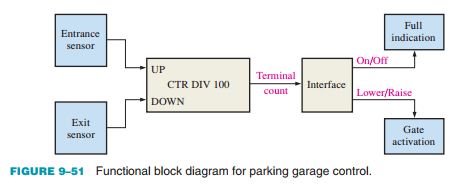 Entrance
sensor
Full
indication
UP
CTR DIV 100
DOWN
Terminal
count
Interface
On/Off
Lower/Raise
Exit
sensor
Gate
activation
FIGURE 9–51 Functional block diagram for parking garage control.